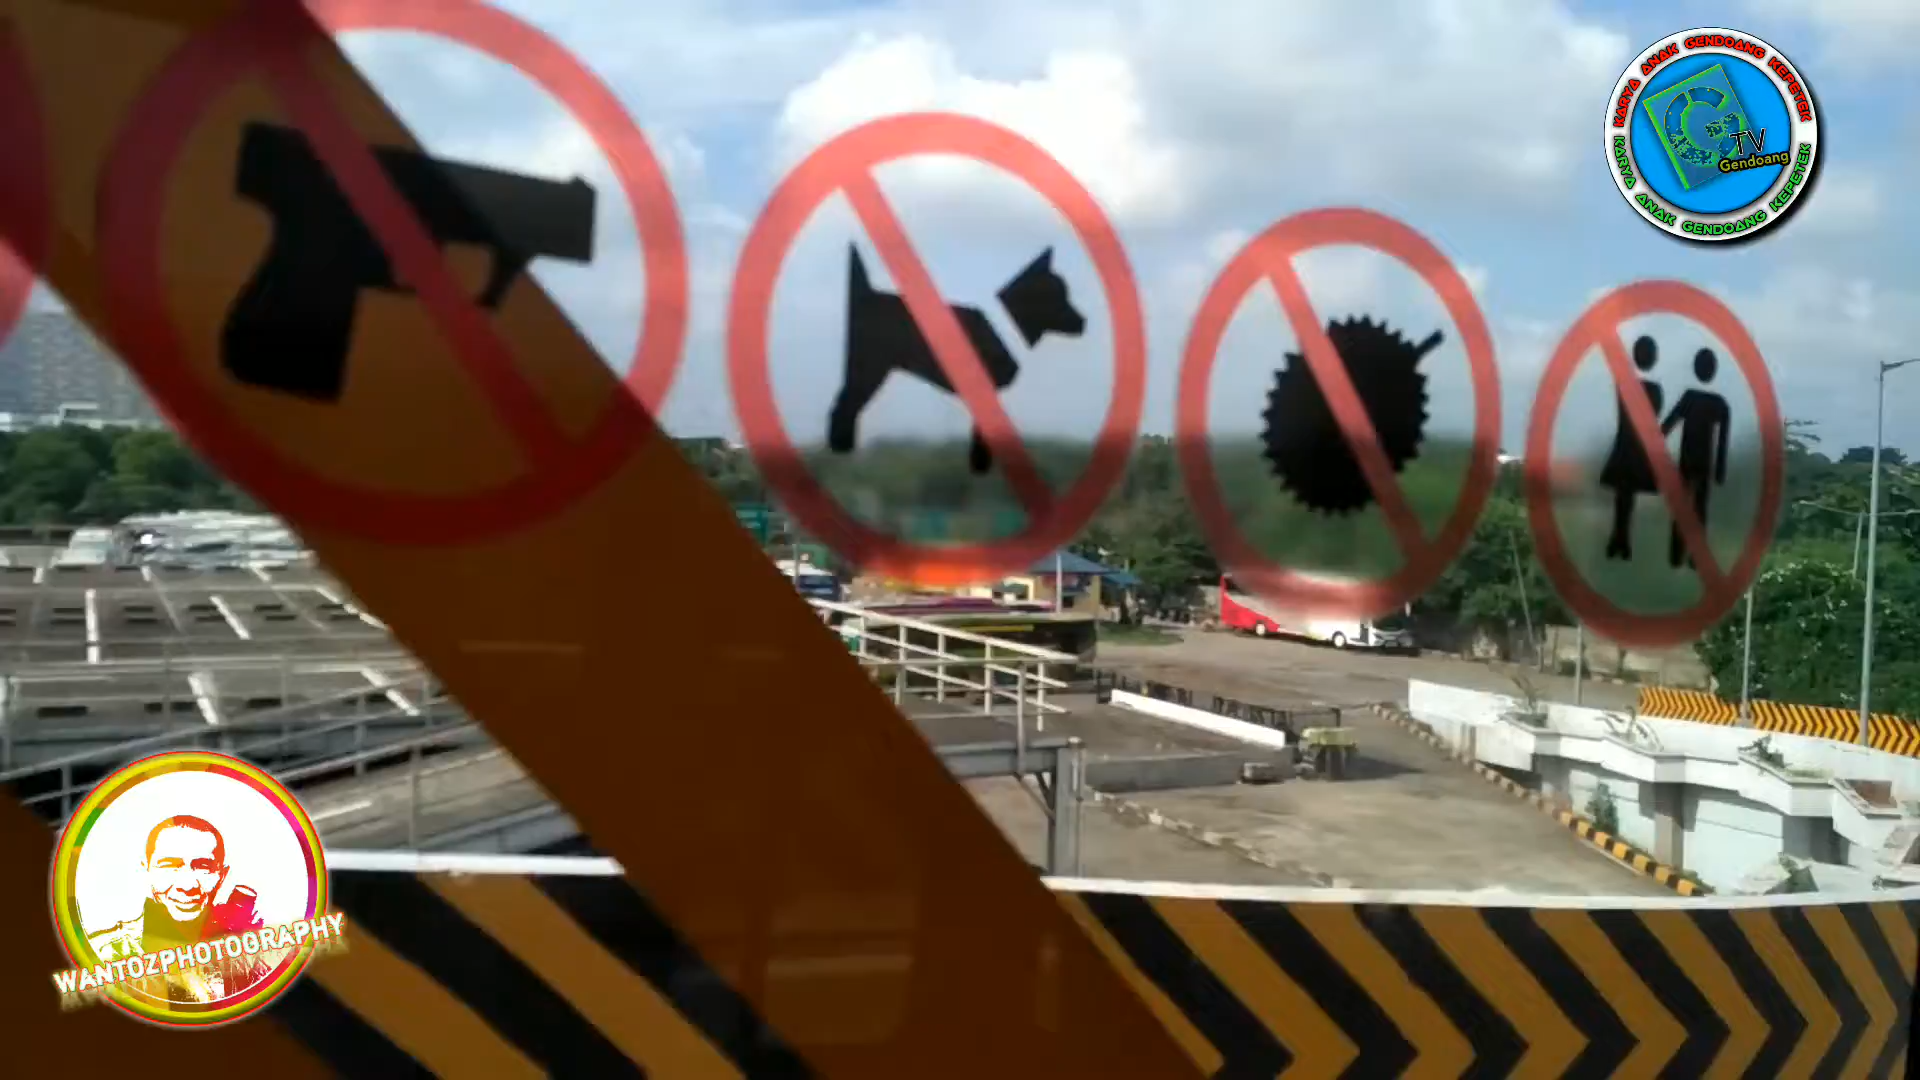 KARYA ANAK GENDOANG KEPETEK
TV
Gendoang
KARYA ANAK GENDOANG KEPETEK
WANTOZPHOTOGRAPHY